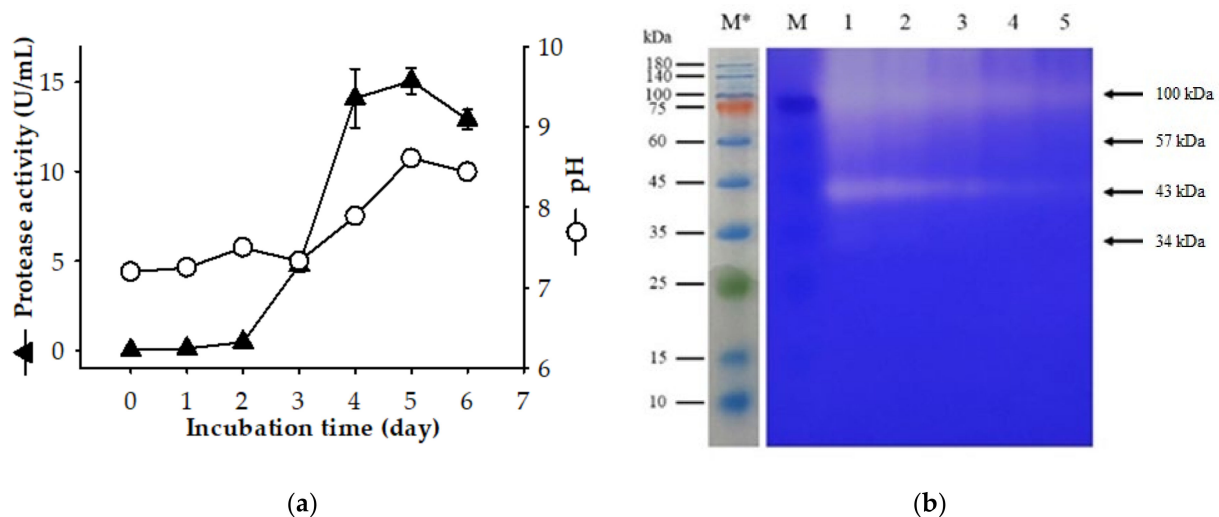 M* M 1 2 3 4 5
kDa
10
15
9
10
8
5
7
0
6
Protease activity (U/mL)
pH
0 1 2 3 4 5 6 7
Incubation time (day)
180
140
100
75
60
45
35
25
15
10
100 kDa
57 kDa
43 kDa
34 kDa
(a) (b)